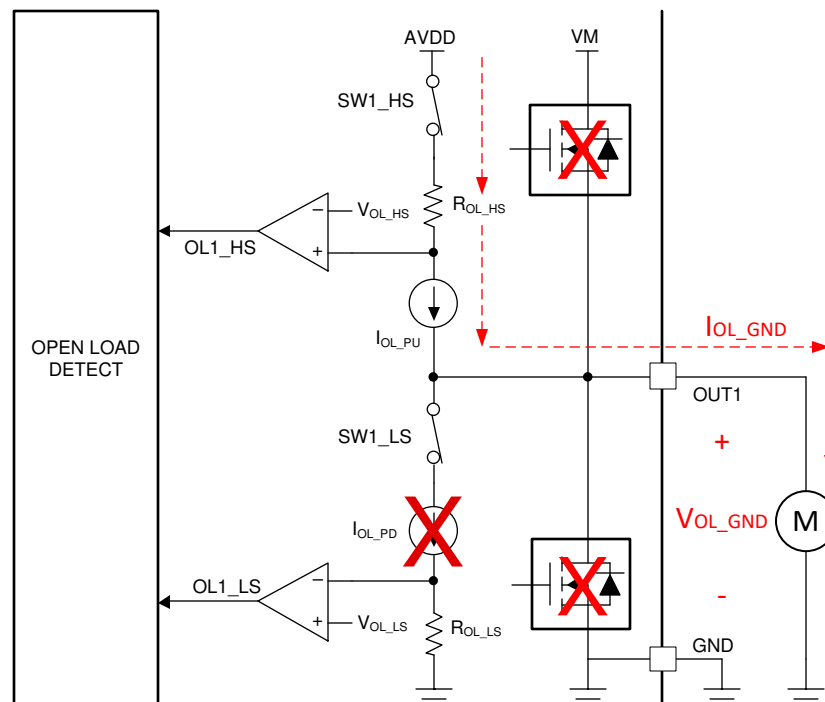 AVDD
VM
SW1_HS
VOL_HS
ROL_HS
−
+
OL1_HS
IOL_PU
IOL_GND
OPEN LOAD
DETECT
OUT1
SW1_LS
+
VOL_GND
M
IOL_PD
-
OL1_LS
−
+
VOL_LS
ROL_LS
GND